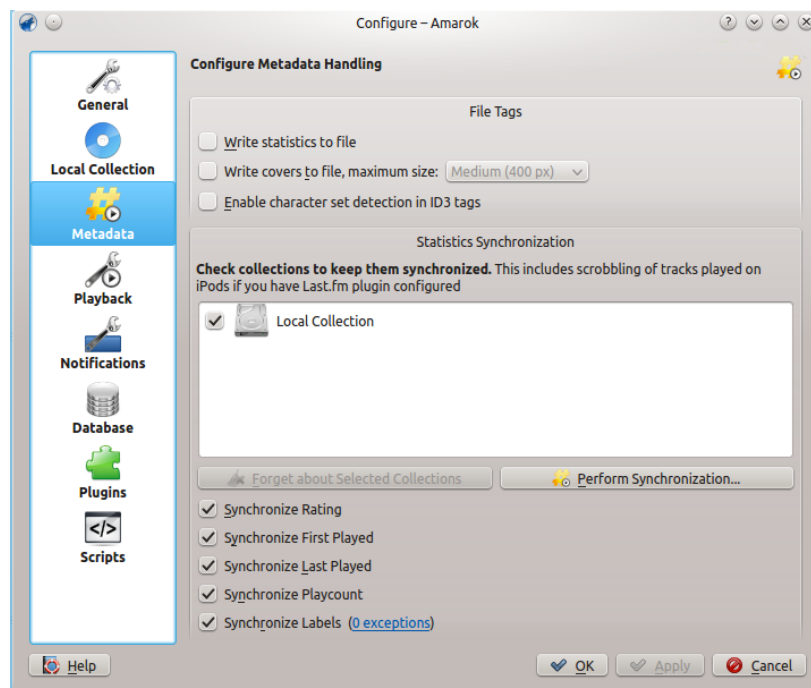 Configure – Amarok
General
Local Collection
Metadata
Playback
Notifications
Database
Plugins
</>
Scripts
Configure Metadata Handling
File Tags
Write statistics to file
Write covers to file, maximum size: Medium (400 px)
Enable character set detection in ID3 tags
Statistics Synchronization
Check collections to keep them synchronized. This includes scrobbling of tracks played on
iPods if you have Last.fm plugin configured
Local Collection
Forget about Selected Collections
Perform Synchronization...
Synchronize Rating
Synchronize First Played
Synchronize Last Played
Synchronize Playcount
Synchronize Labels (0 exceptions)
Help
OK
Apply
Cancel